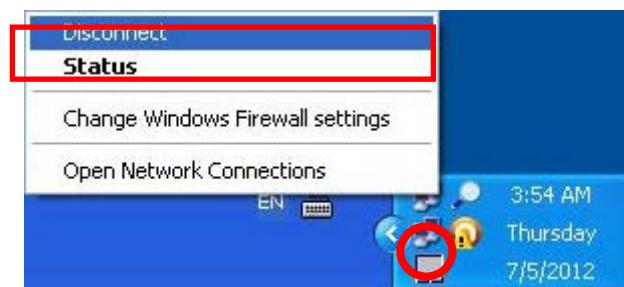 Disconnect
Status
Change Windows Firewall settings
Open Network Connections
EN
3:54 AM
Thursday
7/5/2012